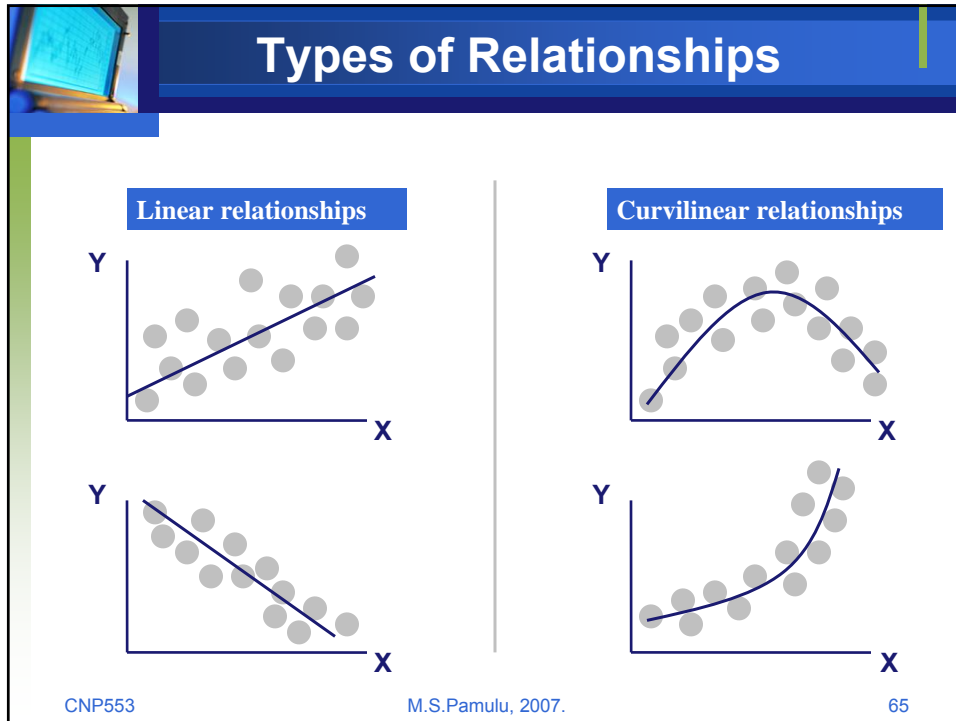 Types of Relationships
Linear relationships
Y
X
Y
X
Curvilinear relationships
Y
X
Y
X
CNP553
M.S.Pamulu, 2007.
65